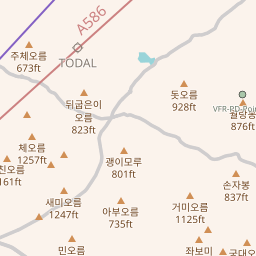 A586
주체오름
673ft
TODAL
돗오름
928ft
뒤굽은이
오름
823ft
VFR-RP-Poi
876ft
체오름
1257ft
괭이모루
801ft
161ft
손자봉
837ft
새미오름
1247ft
아부오름
735ft
거미오름
1125ft
민오름
좌보미